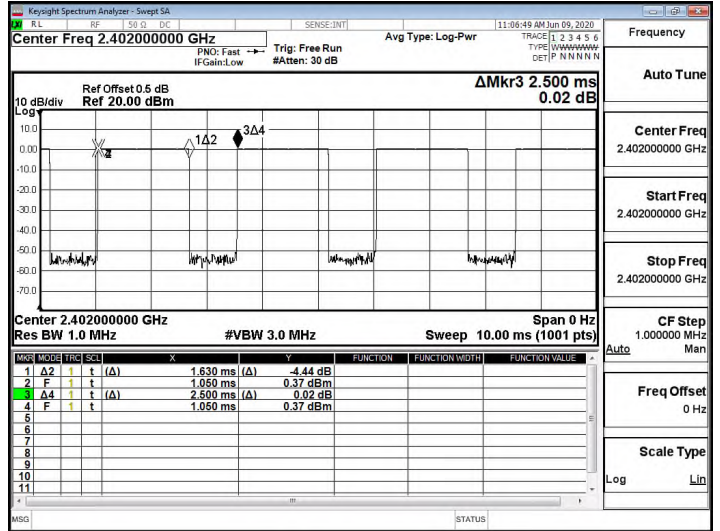 Keysight Spectrum Analyzer - Swept SA
LXI RL RF 50 Ω DC SENSE:INT 11:06:49 AM Jun 09, 2020
Center Freq 2.402000000 GHz Avg Type: Log-Pwr TRACE 1 2 3 4 5 6
PNO: Fast Trig: Free Run TYPE WWWWWW
IFGain:Low #Atten: 30 dB DET P N N N N N
ΔMkr3 2.500 ms
Ref Offset 0.5 dB
10 dB/div Ref 20.00 dBm 0.02 dB
Log
10.0
0.00
-10.0
-20.0
-30.0
-40.0
-50.0
-60.0
-70.0
1Δ2
3Δ4
Center 2.402000000 GHz Span 0 Hz
Res BW 1.0 MHz #VBW 3.0 MHz Sweep 10.00 ms (1001 pts)
MKR MODE TRC SCL X Y FUNCTION FUNCTION WIDTH FUNCTION VALUE
1 Δ2 1 t (Δ) 1.630 ms (Δ) -4.44 dB
2 F 1 t 1.050 ms 0.37 dBm
3 Δ4 1 t (Δ) 2.500 ms (Δ) 0.02 dB
4 F 1 t 1.050 ms 0.37 dBm
5
6
7
8
9
10
11
MSG STATUS
Frequency
Auto Tune
Center Freq
2.402000000 GHz
Start Freq
2.402000000 GHz
Stop Freq
2.402000000 GHz
CF Step
1.000000 MHz
Auto Man
Freq Offset
0 Hz
Scale Type
Log Lin